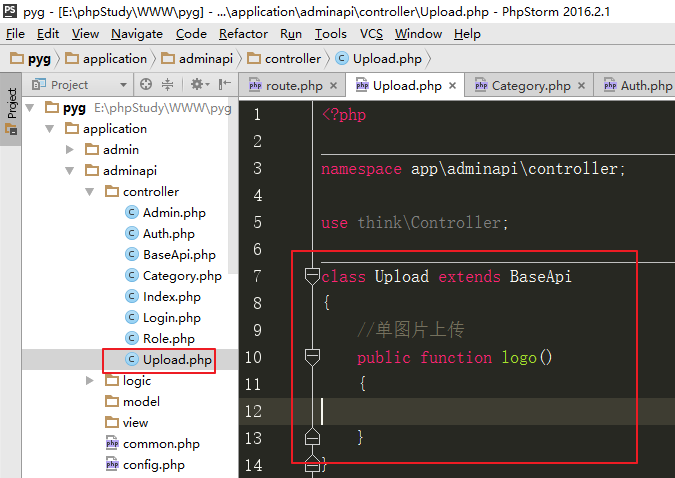 PS pyg - [E:\phpStudy\WWW\pyg] - ...\application\adminapi\controller\Upload.php - PhpStorm 2016.2.1
File Edit View Navigate Code Refactor Run Tools VCS Window Help
pyg application adminapi controller Upload.php
Project
Project
route.php Upload.php Category.php Auth.php
pyg E:\phpStudy\WWW\pyg
application
admin
adminapi
controller
Admin.php
Auth.php
BaseApi.php
Category.php
Index.php
Login.php
Role.php
Upload.php
logic
model
view
common.php
config.php
1 <?php
2
3 namespace app\adminapi\controller;
4
5 use think\Controller;
6
7 class Upload extends BaseApi
8 {
9 //单图片上传
10 public function logo()
11 {
12
13 }
14 }